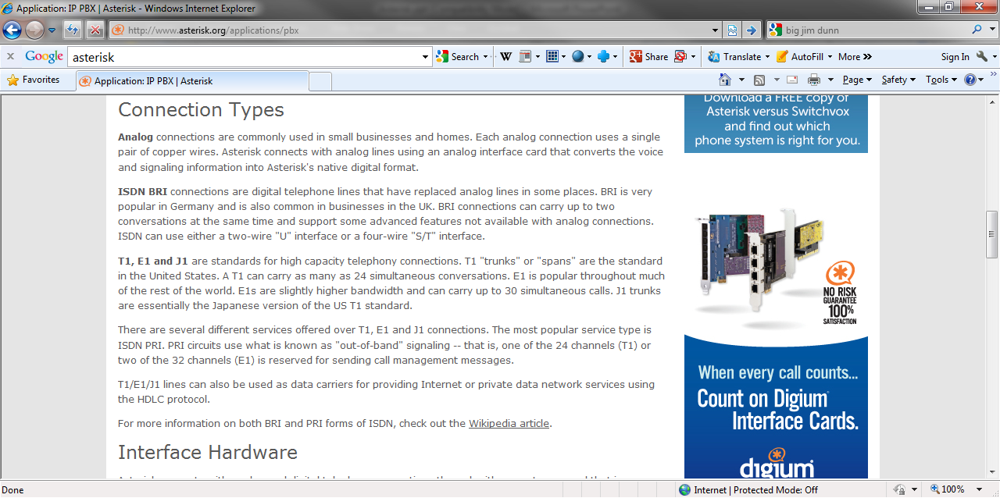 Application: IP PBX | Asterisk - Windows Internet Explorer
http://www.asterisk.org/applications/pbx
big jim dunn
x Google asterisk Search W Share Translate AutoFill More Sign In
Favorites Application: IP PBX | Asterisk Page Safety Tools
Connection Types
Analog connections are commonly used in small businesses and homes. Each analog connection uses a single
pair of copper wires. Asterisk connects with analog lines using an analog interface card that converts the voice
and signaling information into Asterisk's native digital format.
ISDN BRI connections are digital telephone lines that have replaced analog lines in some places. BRI is very
popular in Germany and is also common in businesses in the UK. BRI connections can carry up to two
conversations at the same time and support some advanced features not available with analog connections.
ISDN can use either a two-wire "U" interface or a four-wire "S/T" interface.
T1, E1 and J1 are standards for high capacity telephony connections. T1 "trunks" or "spans" are the standard
in the United States. A T1 can carry as many as 24 simultaneous conversations. E1 is popular throughout much
of the rest of the world. E1s are slightly higher bandwidth and can carry up to 30 simultaneous calls. J1 trunks
are essentially the Japanese version of the US T1 standard.
There are several different services offered over T1, E1 and J1 connections. The most popular service type is
ISDN PRI. PRI circuits use what is known as "out-of-band" signaling -- that is, one of the 24 channels (T1) or
two of the 32 channels (E1) is reserved for sending call management messages.
T1/E1/J1 lines can also be used as data carriers for providing Internet or private data network services using
the HDLC protocol.
For more information on both BRI and PRI forms of ISDN, check out the Wikipedia article.
Interface Hardware
Download a FREE copy of
Asterisk versus Switchvox
and find out which
phone system is right for you.
NO RISK
GUARANTEE
100%
SATISFACTION
When every call counts...
Count on Digium®
Interface Cards.
digium
Done Internet | Protected Mode: Off 100%